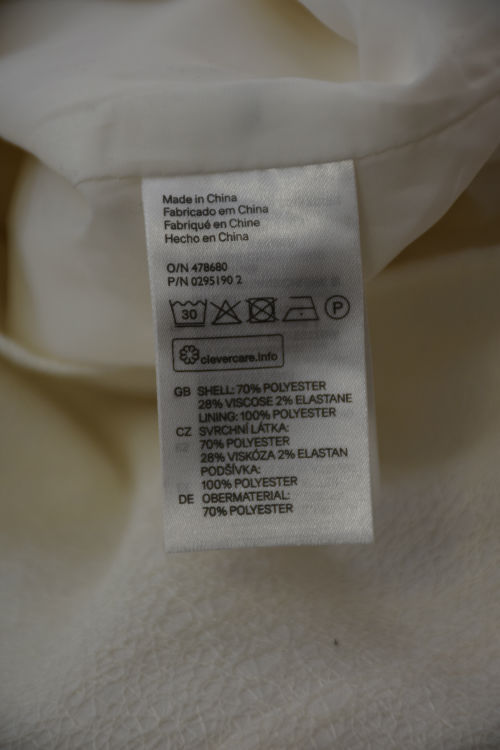 Made in China
Fabricado em China
Fabriqué en Chine
Hecho en China
O/N 478680
P/N 0295190 2
30 P
clevercare.info
GB SHELL: 70% POLYESTER
28% VISCOSE 2% ELASTANE
LINING: 100% POLYESTER
CZ SVRCHNÍ LÁTKA:
70% POLYESTER
28% VISKÓZA 2% ELASTAN
PODŠÍVKA:
100% POLYESTER
DE OBERMATERIAL:
70% POLYESTER